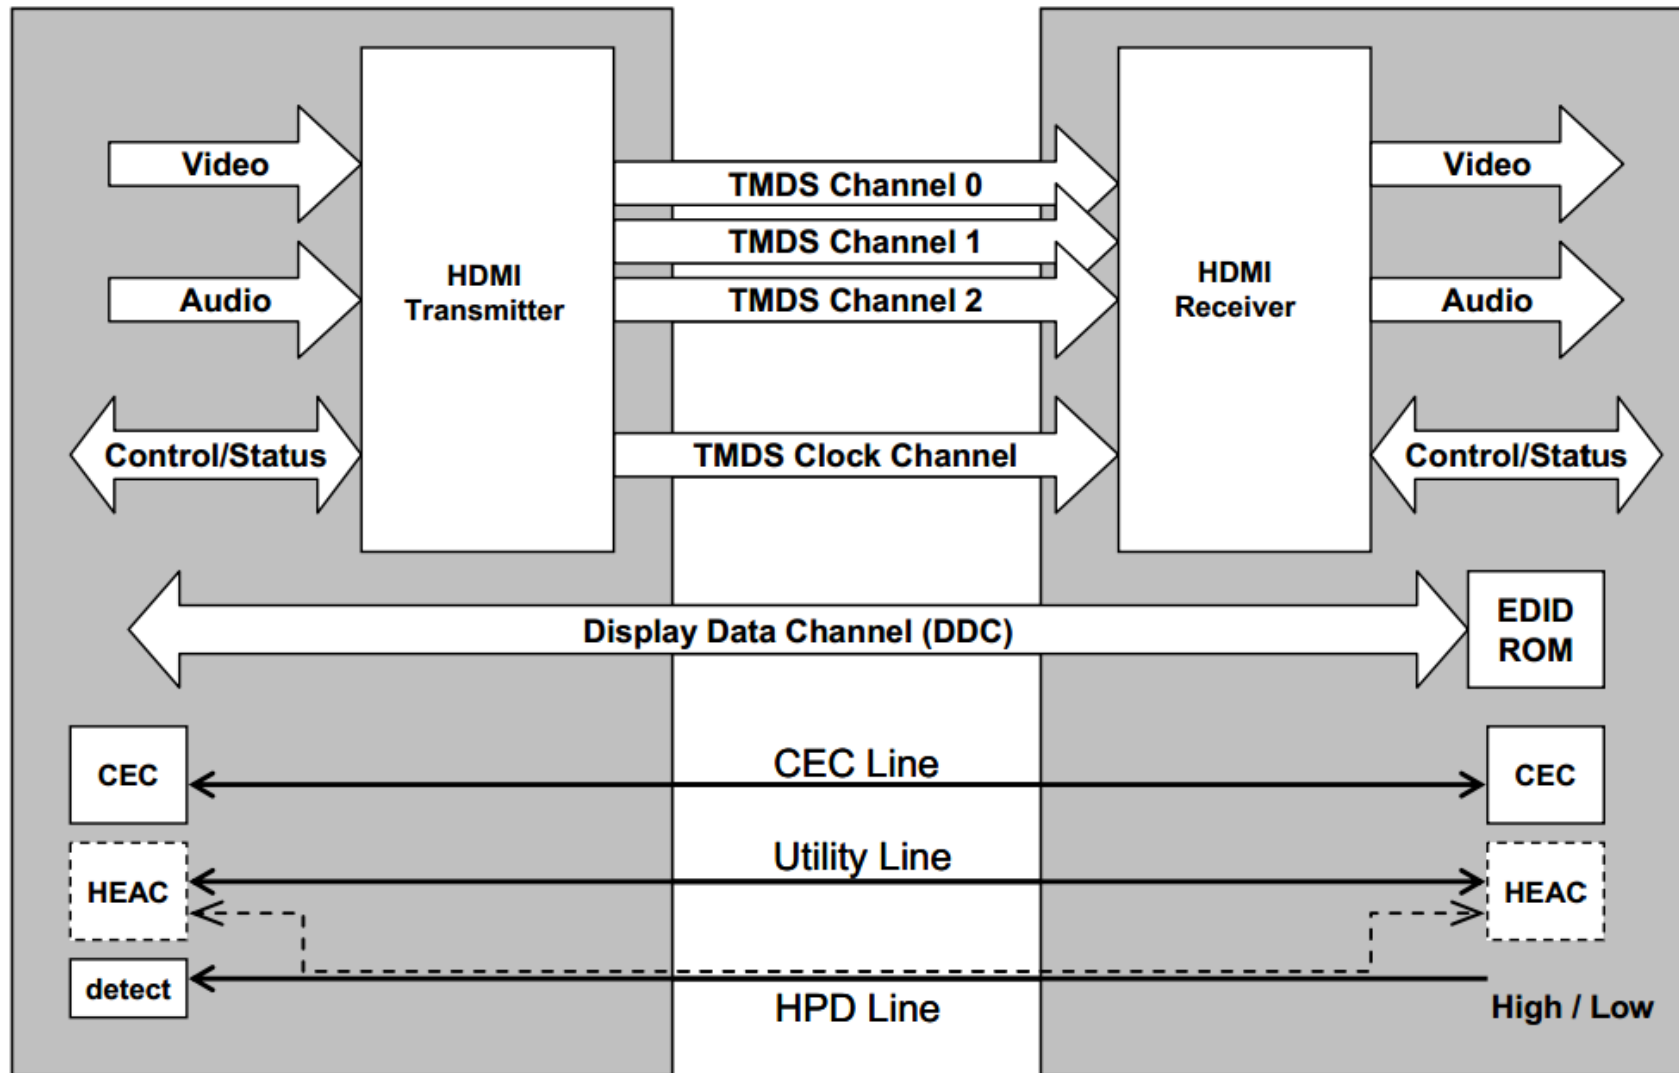 Video
TMDS Channel 0
Video
TMDS Channel 1
HDMI
Transmitter
HDMI
Receiver
Audio
TMDS Channel 2
Audio
Control/Status
TMDS Clock Channel
Control/Status
Display Data Channel (DDC)
EDID
ROM
CEC
CEC Line
CEC
Utility Line
HEAC
HEAC
detect
HPD Line
High / Low